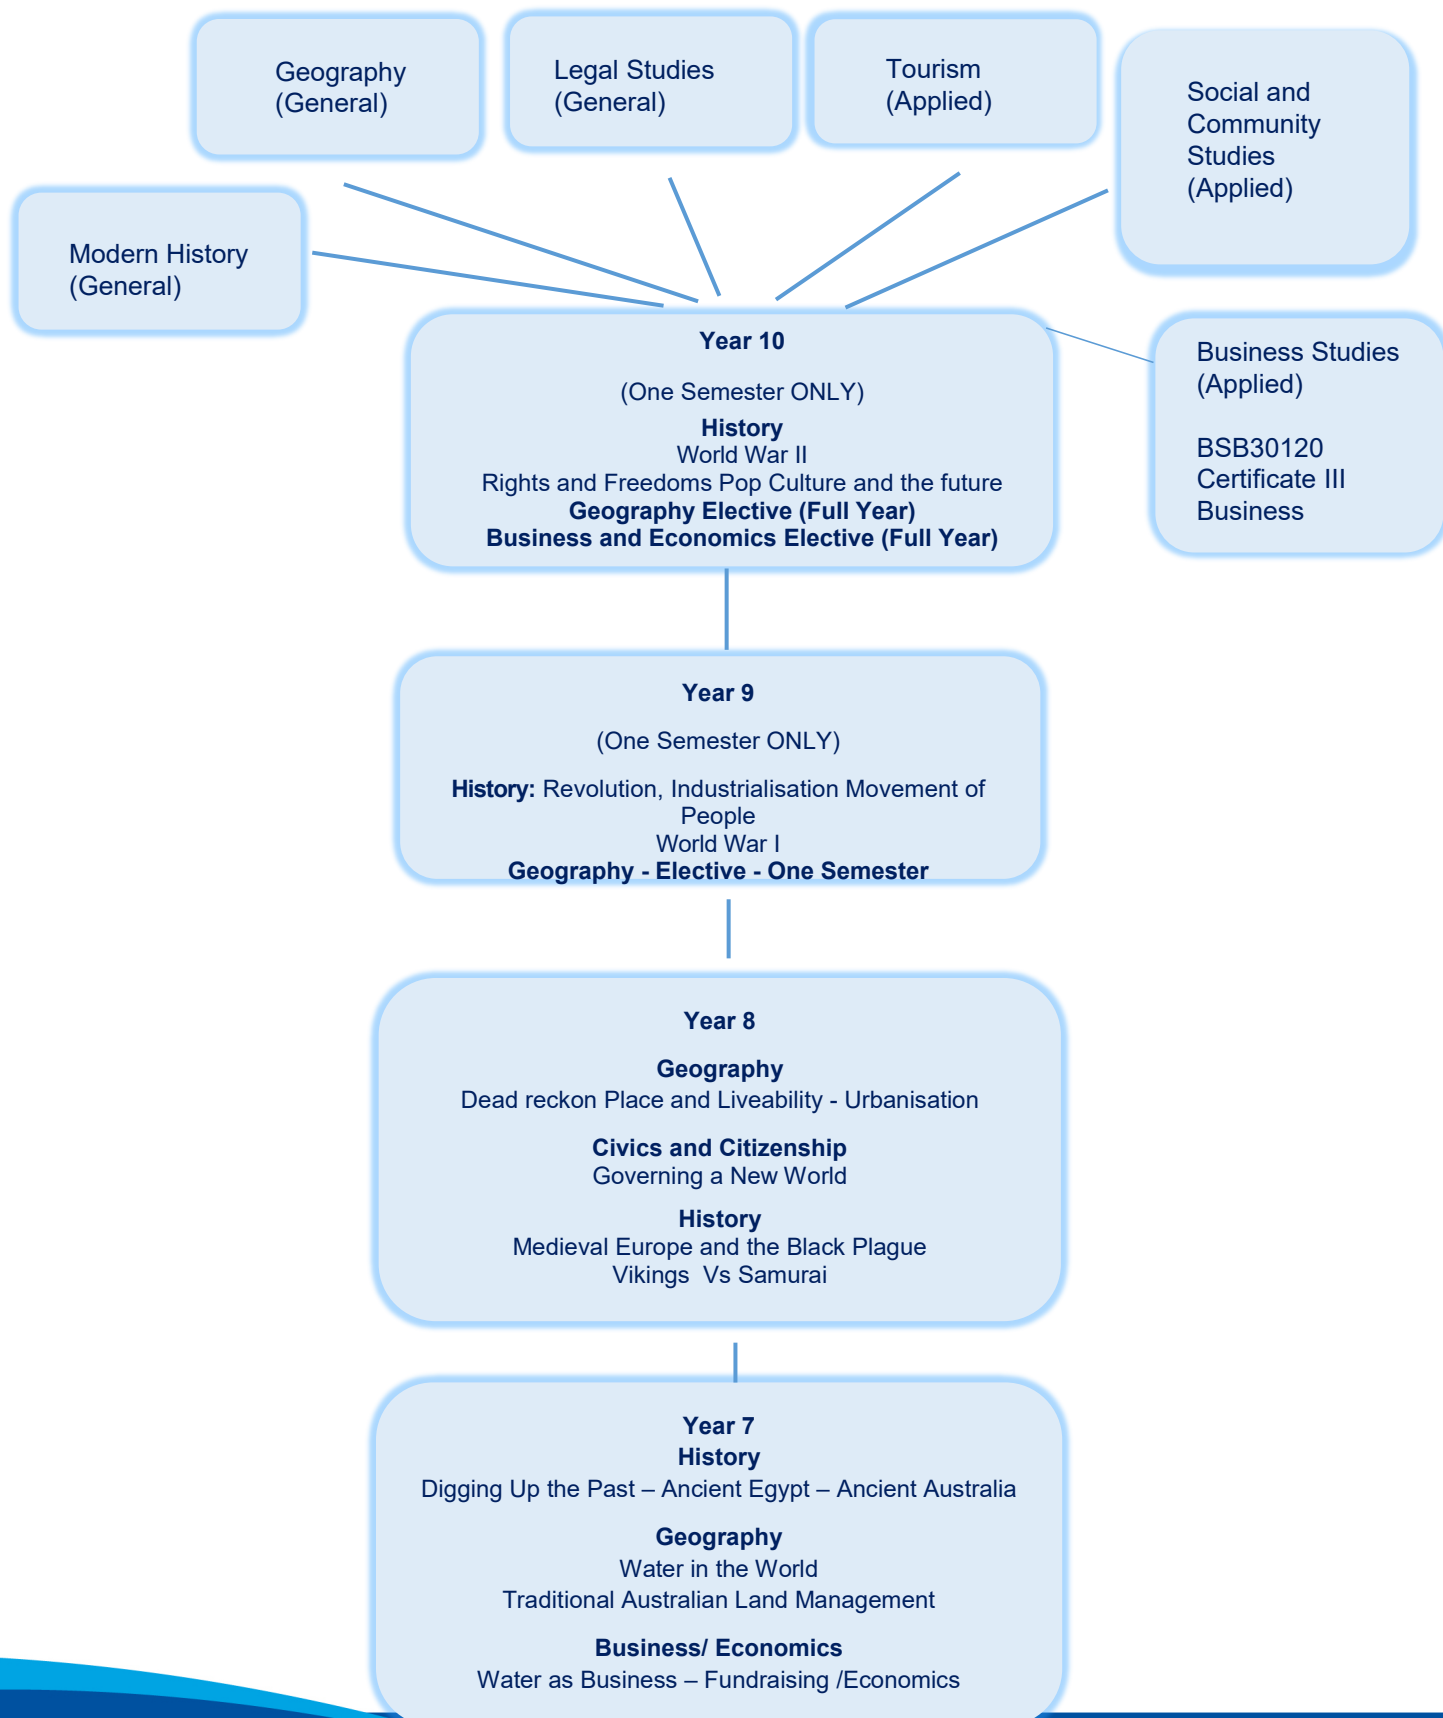 Geography
(General)
Legal Studies
(General)
Tourism
(Applied)
Social and
Community
Studies
(Applied)
Modern History
(General)
Year 10
(One Semester ONLY)
History
World War II
Rights and Freedoms Pop Culture and the future
Geography Elective (Full Year)
Business and Economics Elective (Full Year)
Business Studies
(Applied)
BSB30120
Certificate III
Business
Year 9
(One Semester ONLY)
History: Revolution, Industrialisation Movement of
People
World War I
Geography - Elective - One Semester
Year 8
Geography
Dead reckon Place and Liveability - Urbanisation
Civics and Citizenship
Governing a New World
History
Medieval Europe and the Black Plague
Vikings  Vs Samurai
Year 7
History
Digging Up the Past – Ancient Egypt – Ancient Australia
Geography
Water in the World
Traditional Australian Land Management
Business/ Economics
Water as Business – Fundraising /Economics